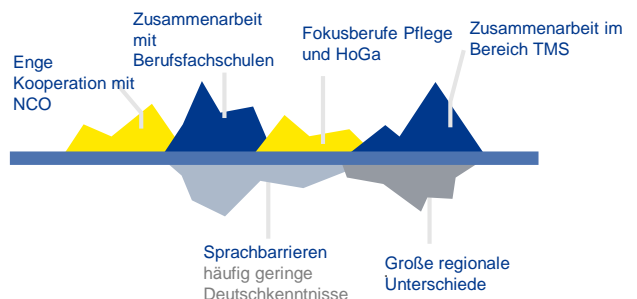 Enge
Kooperation mit
NCO
Zusammenarbeit
mit
Berufsfachschulen
Fokusberufe Pflege
und HoGa
Zusammenarbeit im
Bereich TMS
Sprachbarrieren
häufig geringe
Deutschkenntnisse
Große regionale
Unterschiede